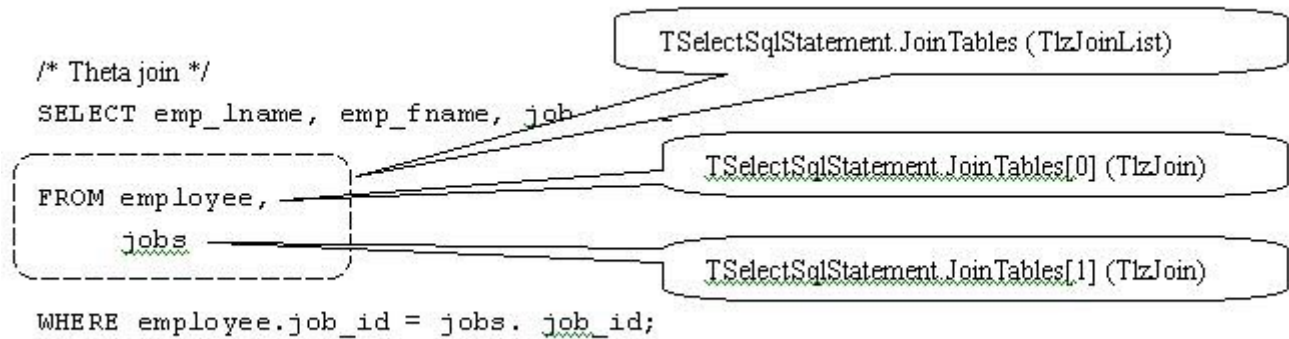 TSelectSqlStatement.JoinTables (TlzJoinList)
/* Theta join */
SELECT emp_lname, emp_fname, job
FROM employee,
TSelectSqlStatement.JoinTables[0] (TlzJoin)
jobs
TSelectSqlStatement.JoinTables[1] (TlzJoin)
WHERE employee.job_id = jobs. job_id;